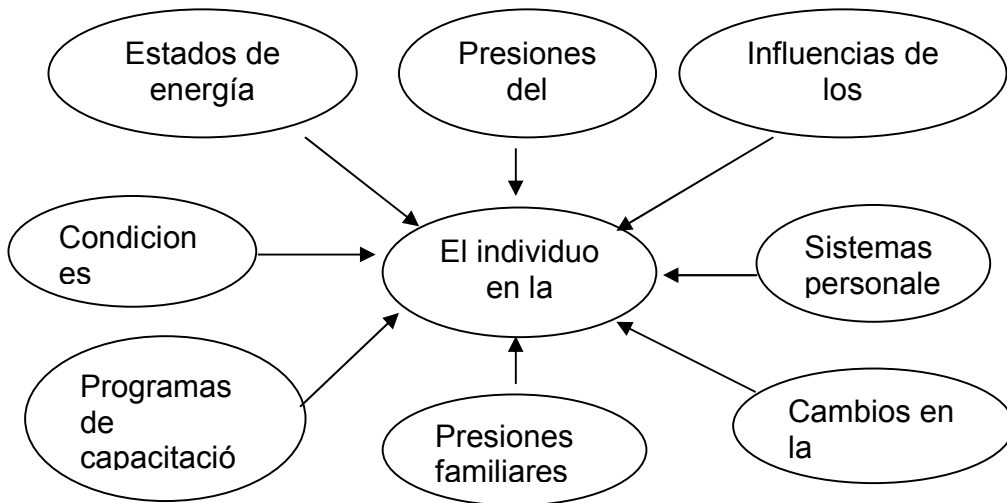 Estados de
energía
Presiones
del
Influencias de
los
Condicion
es
El individuo
en la
Sistemas
personale
Programas
de
capacitació
Presiones
familiares
Cambios en
la